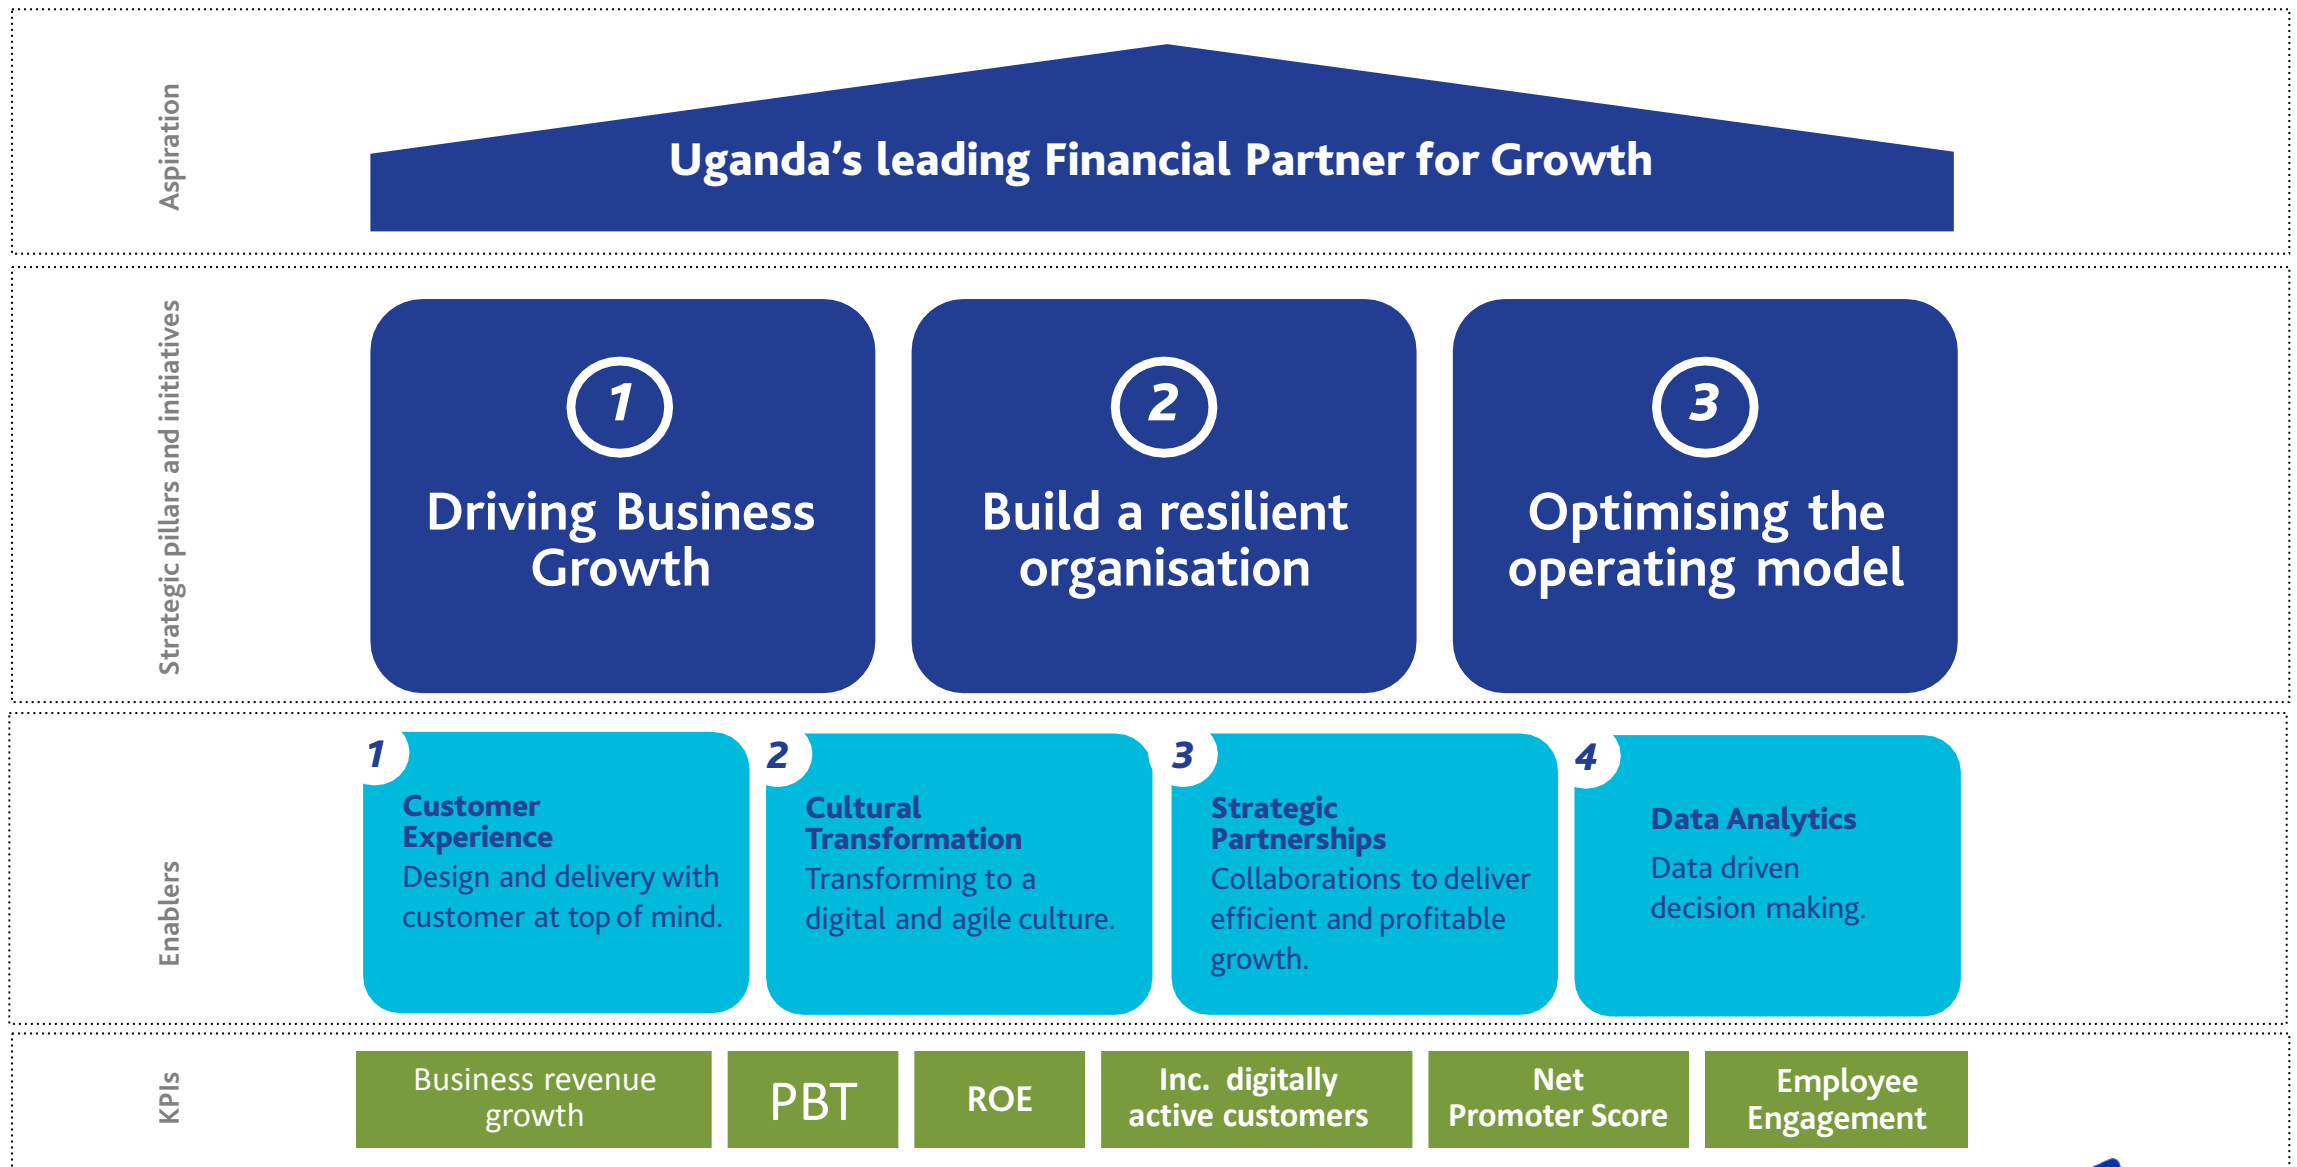 Aspiration
Uganda’s leading Financial Partner for Growth
Strategic pillars and initiatives
1
Driving Business
Growth
2
Build a resilient
organisation
3
Optimising the
operating model
Enablers
1
Customer
Experience
Design and delivery with
customer at top of mind.
2
Cultural
Transformation
Transforming to a
digital and agile culture.
3
Strategic
Partnerships
Collaborations to deliver
efficient and profitable
growth.
4
Data Analytics
Data driven
decision making.
KPIs
Business revenue
growth
PBT
ROE
Inc. digitally
active customers
Net
Promoter Score
Employee
Engagement